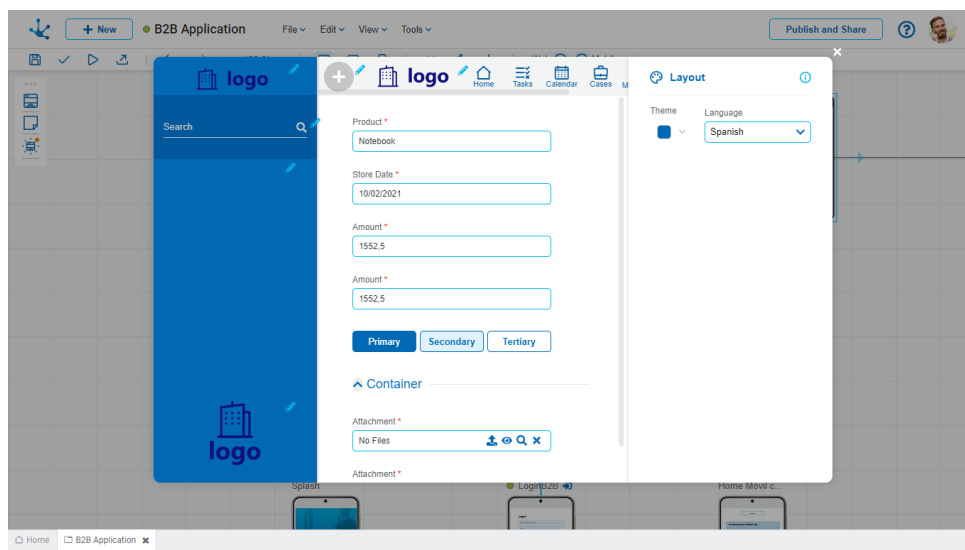 + New
B2B Application
File
Edit
View
Tools
Publish and Share
logo
logo
Home
Tasks
Calendar
Cases
M
Layout
Theme
Language
Spanish
Search
Product *
Notebook
Store Date *
10/02/2021
Amount *
1552,5
Amount *
1552,5
Primary
Secondary
Tertiary
Container
Attachment *
No Files
logo
Attachment *
Splash
LoginB2B
Home Movil c...
Home
B2B Application